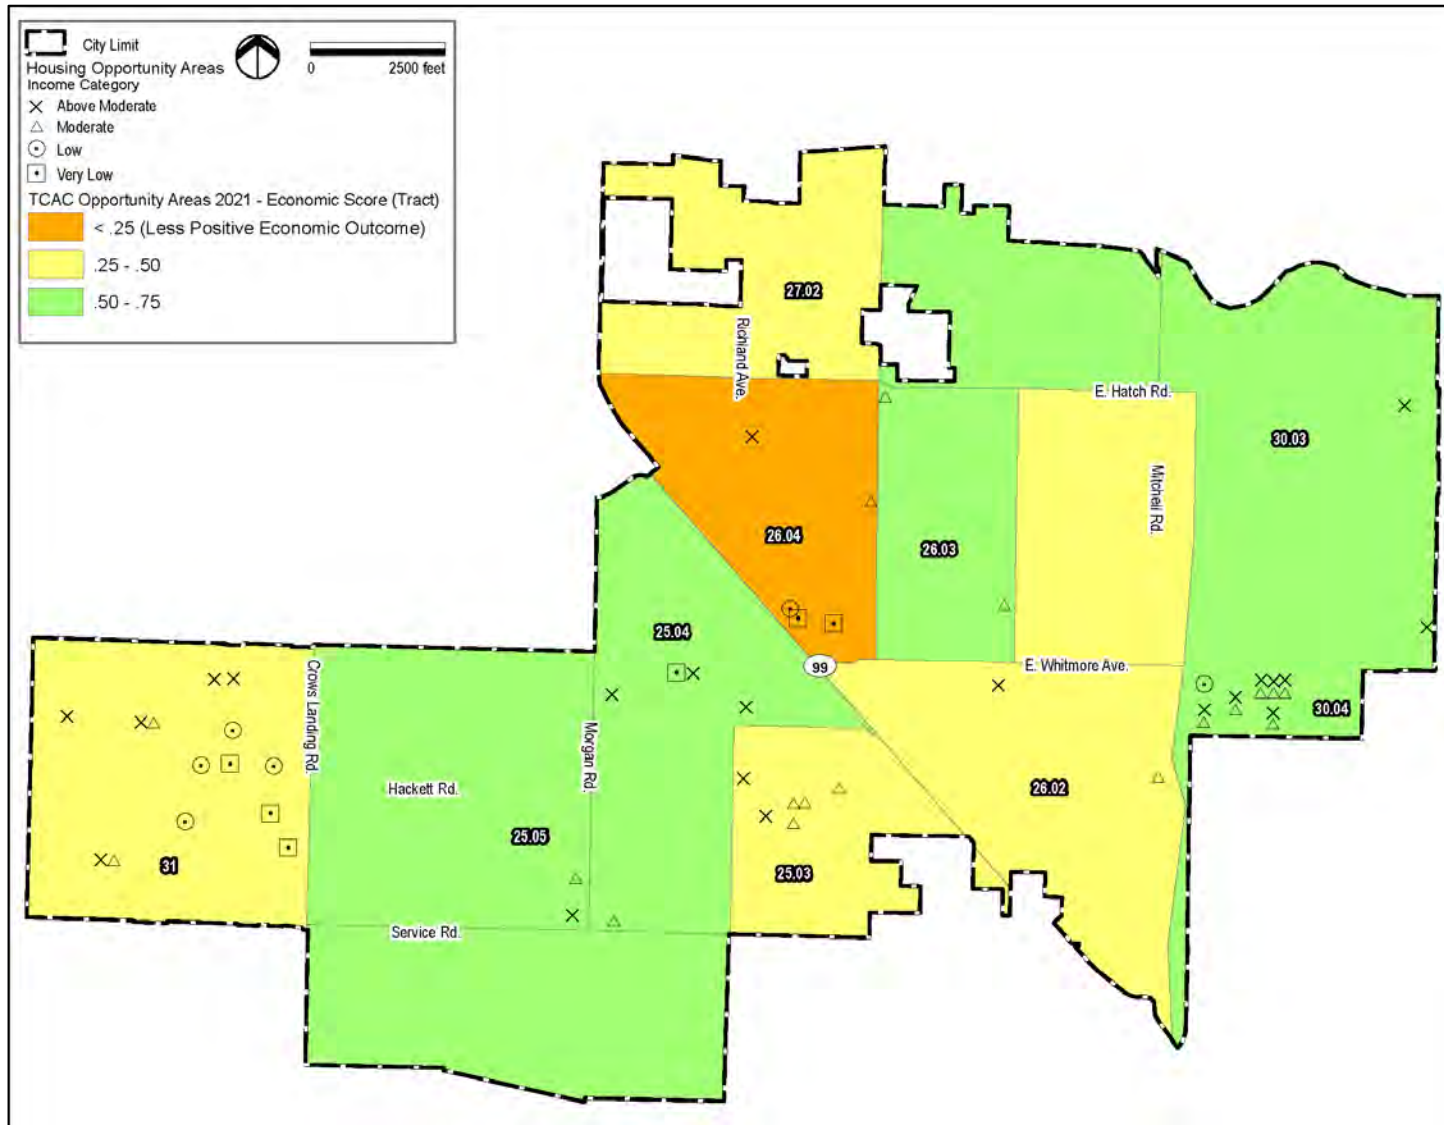 City Limit
0
2500 feet
Housing Opportunity Areas
Income Category
Above Moderate
Moderate
Low
Very Low
TCAC Opportunity Areas 2021 - Economic Score (Tract)
< .25 (Less Positive Economic Outcome)
.25 - .50
.50 - .75
27.02
Richland Ave.
E. Hatch Rd.
30.03
Mitchell Rd.
26.04
26.03
25.04
99
E. Whitmore Ave.
Crows Landing Rd.
Morgan Rd.
30.04
Hackett Rd.
26.02
25.05
31
25.03
Service Rd.